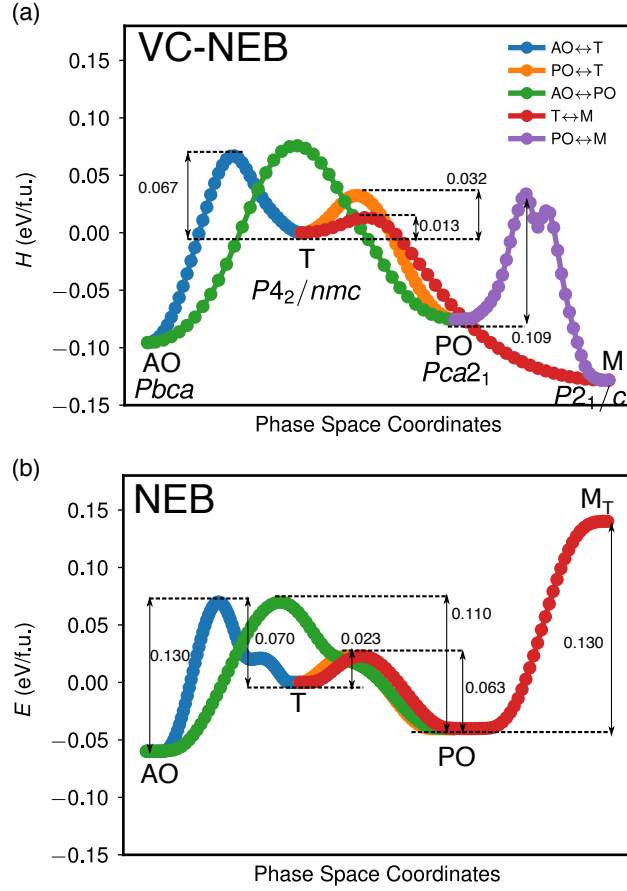 (a)
VC-NEB
AO↔T
PO↔T
AO↔PO
T↔M
PO↔M
0.15
0.10
0.05
0.00
−0.05
−0.10
−0.15
H (eV/f.u.)
0.067
0.032
0.013
0.109
T
P4₂/nmc
AO
Pbca
PO
Pca2₁
M
P2₁/c
Phase Space Coordinates
(b)
NEB
0.15
0.10
0.05
0.00
−0.05
−0.10
−0.15
E (eV/f.u.)
M_T
0.130
0.070
0.023
0.110
0.063
0.130
T
AO
PO
Phase Space Coordinates